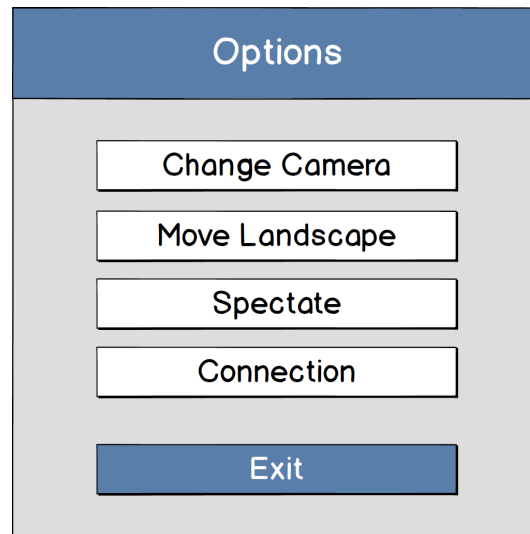 Options
Change Camera
Move Landscape
Spectate
Connection
Exit